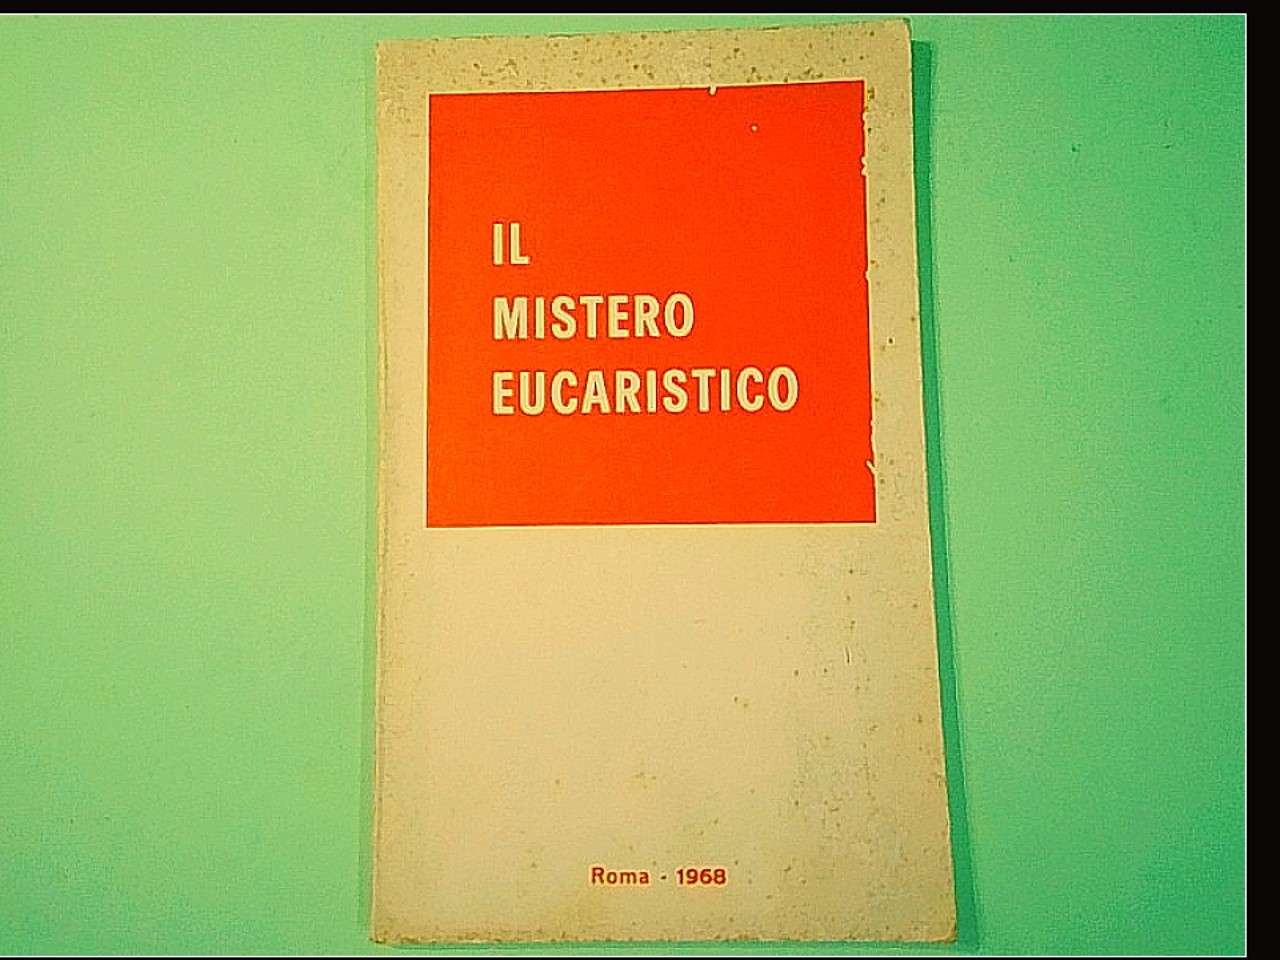 IL
MISTERO
EUCARISTICO
Roma - 1968